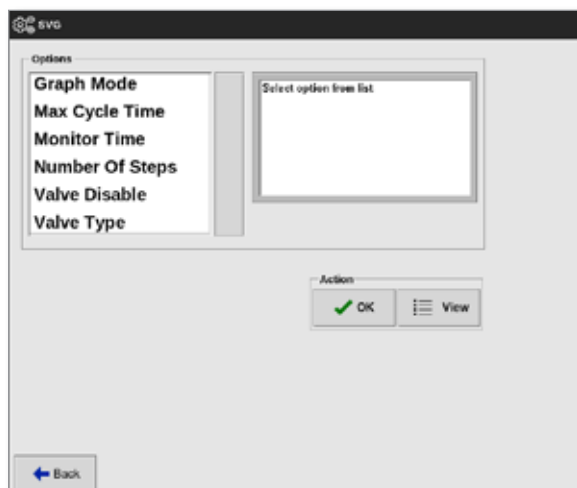 SVG
Options
Graph Mode
Max Cycle Time
Monitor Time
Number Of Steps
Valve Disable
Valve Type
Select option from list
Action
OK
View
Back